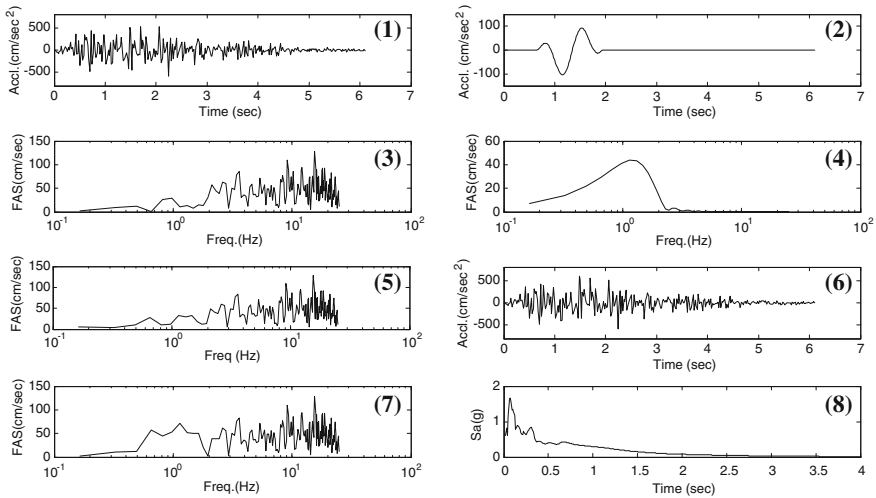 500
0
-500
0 1 2 3 4 5 6 7
Accl.(cm/sec²)
Time (sec)
(1)
100
0
-100
0 1 2 3 4 5 6 7
Accl.(cm/sec²)
Time (sec)
(2)
150
100
50
0
10⁻¹ 10⁰ 10¹ 10²
FAS(cm/sec)
Freq.(Hz)
(3)
60
40
20
0
10⁻¹ 10⁰ 10¹ 10²
FAS(cm/sec)
Freq.(Hz)
(4)
150
100
50
0
10⁻¹ 10⁰ 10¹ 10²
FAS(cm/sec)
Freq (Hz)
(5)
500
0
-500
0 1 2 3 4 5 6 7
Accl.(cm/sec²)
Time (sec)
(6)
150
100
50
0
10⁻¹ 10⁰ 10¹ 10²
FAS(cm/sec)
Freq.(Hz)
(7)
2
1
0
0 0.5 1 1.5 2 2.5 3 3.5 4
Sa(g)
Time (sec)
(8)